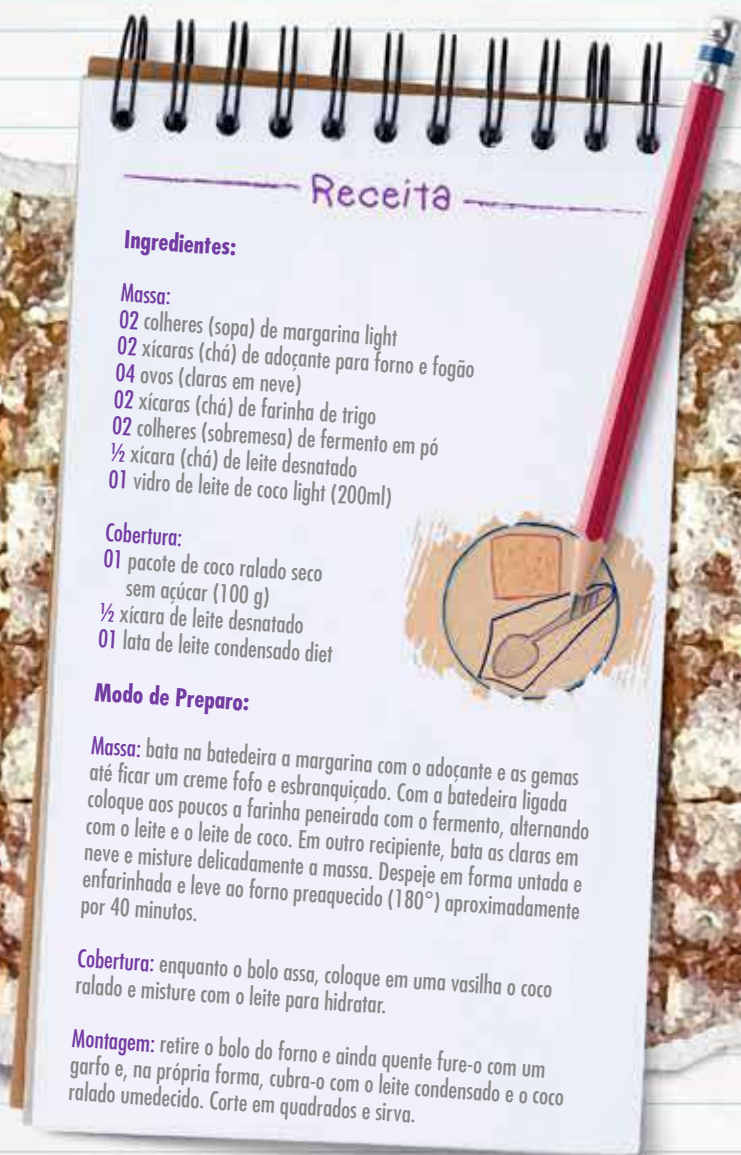 Receita
Ingredientes:
Massa:
02 colheres (sopa) de margarina light
02 xícaras (chá) de adoçante para forno e fogão
04 ovos (claras em neve)
02 xícaras (chá) de farinha de trigo
02 colheres (sobremesa) de fermento em pó
½ xícara (chá) de leite desnatado
01 vidro de leite de coco light (200ml)
Cobertura:
01 pacote de coco ralado seco
sem açúcar (100 g)
½ xícara de leite desnatado
01 lata de leite condensado diet
Modo de Preparo:
Massa: bata na batedeira a margarina com o adoçante e as gemas
até ficar um creme fofo e esbranquiçado. Com a batedeira ligada
coloque aos poucos a farinha peneirada com o fermento, alternando
com o leite e o leite de coco. Em outro recipiente, bata as claras em
neve e misture delicadamente a massa. Despeje em forma untada e
enfarinhada e leve ao forno preaquecido (180°) aproximadamente
por 40 minutos.
Cobertura: enquanto o bolo assa, coloque em uma vasilha o coco
ralado e misture com o leite para hidratar.
Montagem: retire o bolo do forno e ainda quente fure-o com um
garfo e, na própria forma, cubra-o com o leite condensado e o coco
ralado umedecido. Corte em quadrados e sirva.